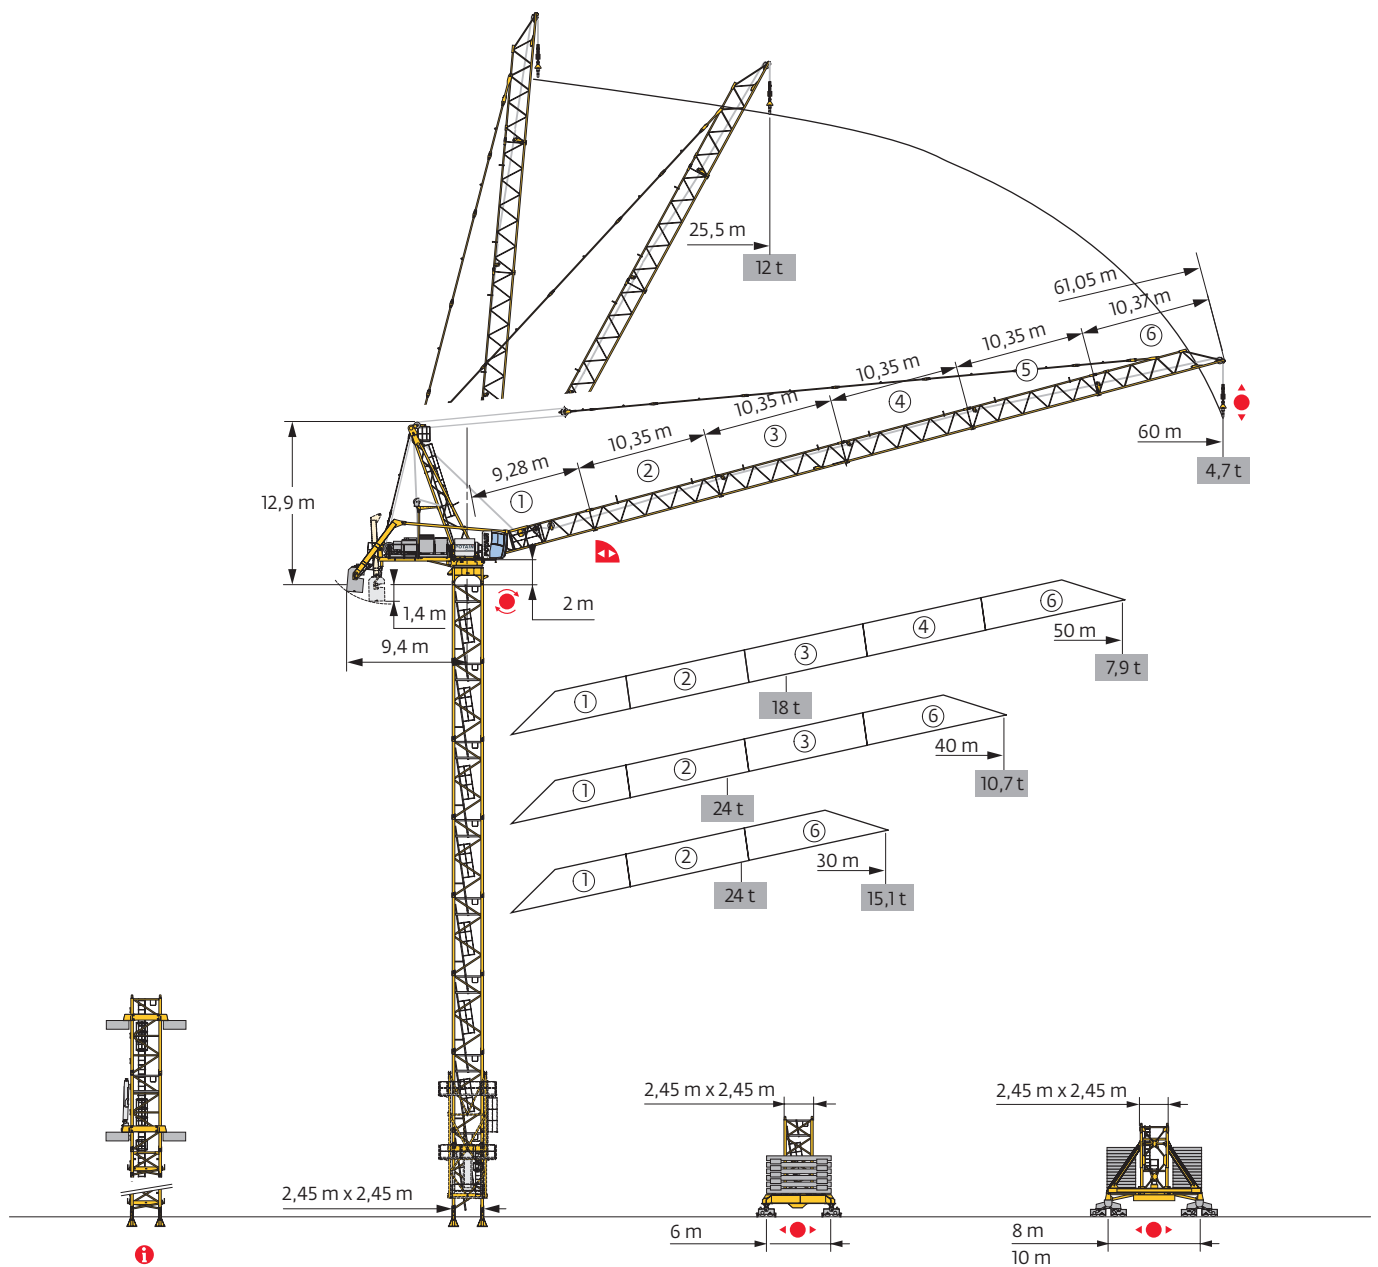 25,5 m
12 t
61,05 m
10,37 m
⑥
10,35 m
⑤
10,35 m
④
10,35 m
③
10,35 m
②
9,28 m
①
60 m
4,7 t
12,9 m
POTAIN
1,4 m
2 m
9,4 m
① ② ③ ④ ⑥
50 m
7,9 t
18 t
① ② ③ ⑥
40 m
10,7 t
24 t
① ② ⑥
30 m
15,1 t
24 t
2,45 m x 2,45 m
2,45 m x 2,45 m
2,45 m x 2,45 m
6 m
8 m
10 m
i